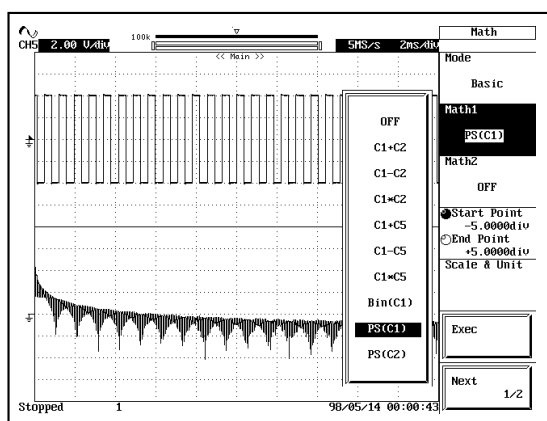 Math
CH5 2.00 V/div 100k 5MS/s 2ms/div
<< Main >>
Mode
Basic
Math1
PS(C1)
Math2
OFF
Start Point
-5.0000div
End Point
+5.0000div
Scale & Unit
Exec
Next
1/2
OFF
C1+C2
C1-C2
C1*C2
C1+C5
C1-C5
C1*C5
Bin(C1)
PS(C1)
PS(C2)
Stopped 1 98/05/14 00:00:43